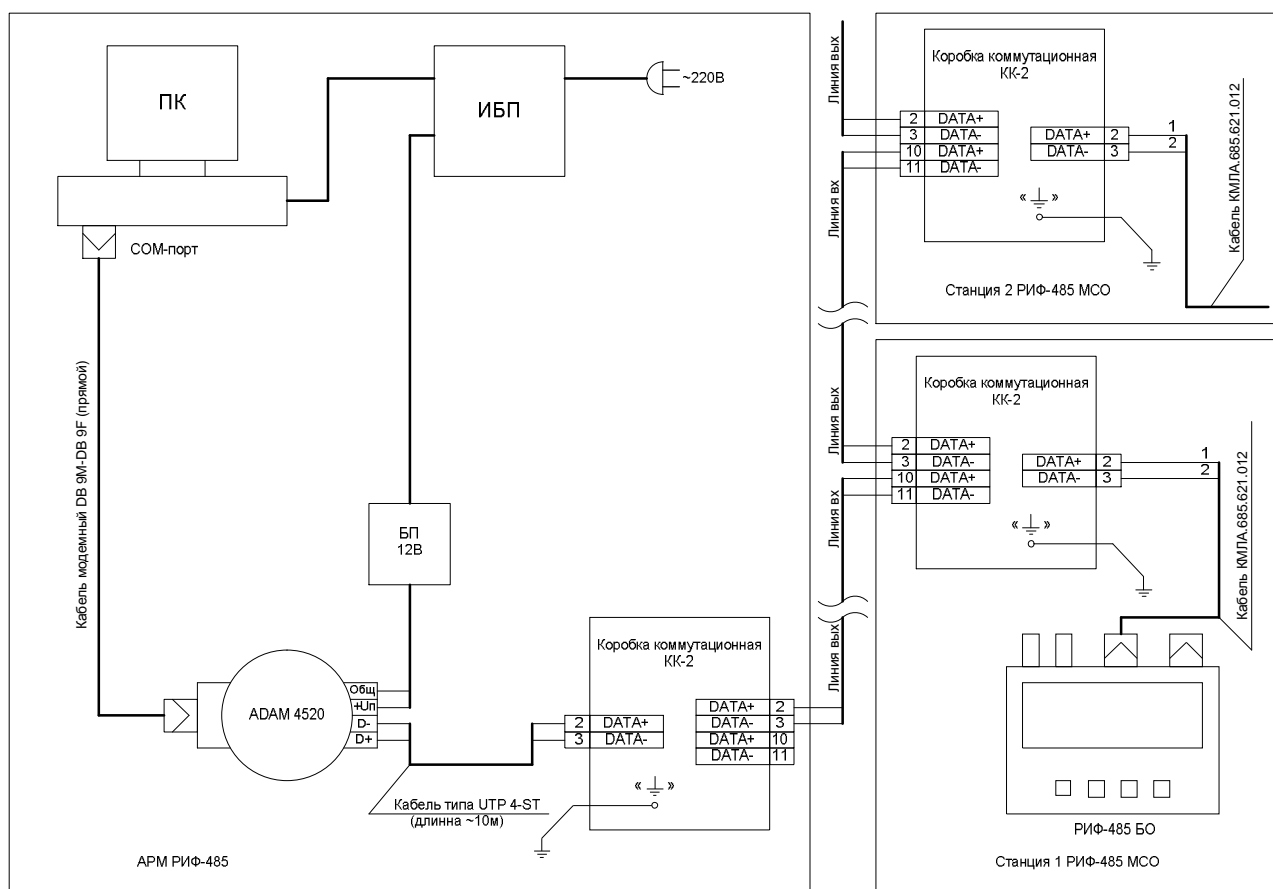 ПК
ИБП
~220В
COM-порт
Кабель модемный DB 9M-DB 9F (прямой)
БП
12В
ADAM 4520
Общ
+Uп
D-
D+
Кабель типа UTP 4-ST
(длинна ~10м)
Коробка коммутационная
КК-2
2 DATA+
3 DATA-
DATA+ 2
DATA- 3
DATA+ 10
DATA- 11
« »
АРМ РИФ-485
Линия вых
Линия вх
Линия вых
Линия вх
Линия вых
Коробка коммутационная
КК-2
2 DATA+
3 DATA-
10 DATA+
11 DATA-
DATA+ 2
DATA- 3
1
2
« »
Кабель КМЛА.685.621.012
Станция 2 РИФ-485 МСО
Коробка коммутационная
КК-2
2 DATA+
3 DATA-
10 DATA+
11 DATA-
DATA+ 2
DATA- 3
1
2
« »
Кабель КМЛА.685.621.012
РИФ-485 БО
Станция 1 РИФ-485 МСО